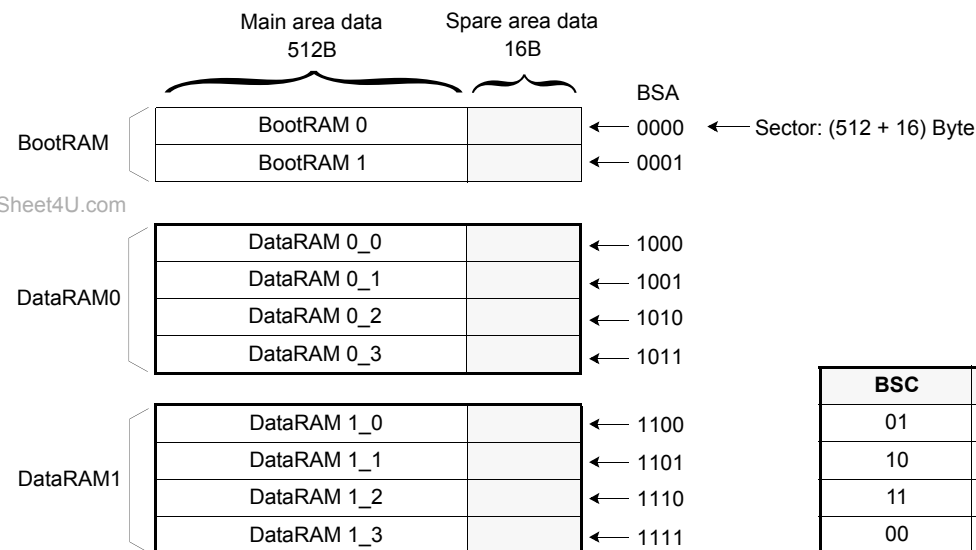 Main area data Spare area data
512B 16B
BSA
BootRAM
BootRAM 0 0000 Sector: (512 + 16) Byte
BootRAM 1 0001
Sheet4U.com
DataRAM0
DataRAM 0_0 1000
DataRAM 0_1 1001
DataRAM 0_2 1010
DataRAM 0_3 1011
DataRAM1
DataRAM 1_0 1100
DataRAM 1_1 1101
DataRAM 1_2 1110
DataRAM 1_3 1111
BSC
01
10
11
00